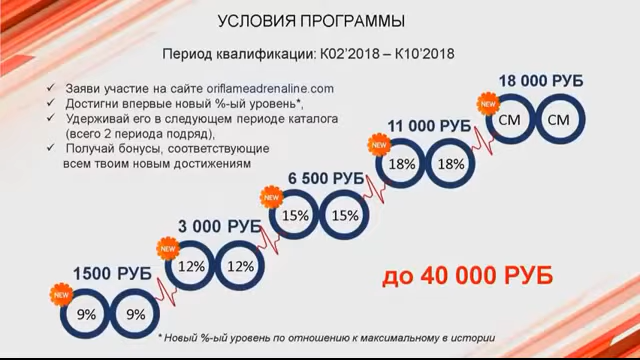 УСЛОВИЯ ПРОГРАММЫ
Период квалификации: К02’2018 – К10’2018
Заяви участие на сайте oriflameadrenaline.com
Достигни впервые новый %-ый уровень*,
Удерживай его в следующем периоде каталога
(всего 2 периода подряд),
Получай бонусы, соответствующие
всем твоим новым достижениям
18 000 РУБ
NEW
СМ
СМ
11 000 РУБ
NEW
18%
18%
6 500 РУБ
NEW
15%
15%
3 000 РУБ
NEW
12%
12%
1500 РУБ
NEW
9%
9%
до 40 000 РУБ
* Новый %-ый уровень по отношению к максимальному в истории